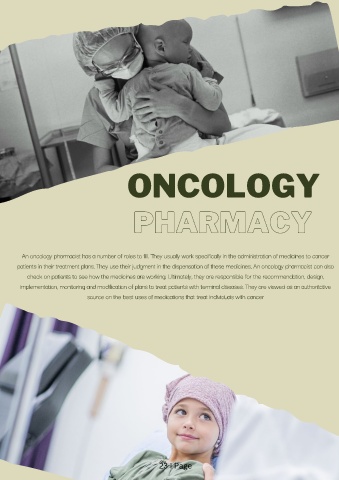 ONCOLOGY
PHARMACY
An oncology pharmacist has a number of roles to fill. They usually work specifically in the administration of medicines to cancer
patients in their treatment plans. They use their judgment in the dispensation of these medicines. An oncology pharmacist can also
check on patients to see how the medicines are working. Ultimately, they are responsible for the recommendation, design,
implementation, monitoring and modification of plans to treat patients with terminal diseases. They are viewed as an authoritative
source on the best uses of medications that treat individuals with cancer
23 | Page